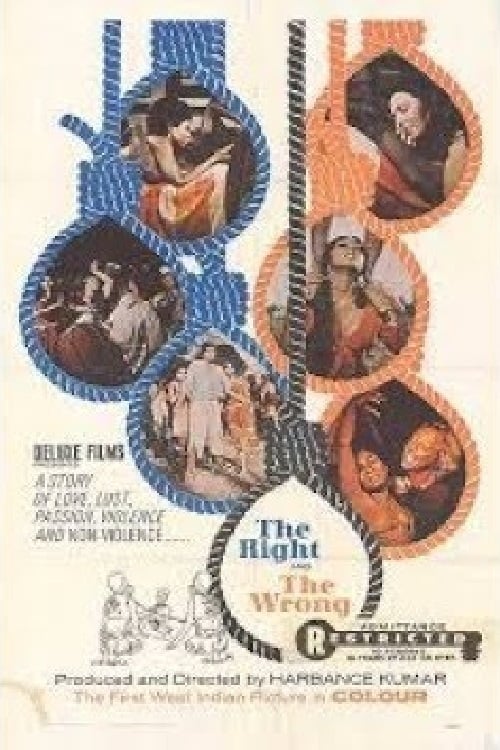 DELUXE FILMS
PRESENTS
A STORY
OF LOVE, LUST,
PASSION, VIOLENCE
AND NON-VIOLENCE.....
The
Right
AND
The
Wrong
ADMITTANCE
RESTRICTED
Produced and Directed by HARBANCE KUMAR
The First West Indian Picture in COLOUR